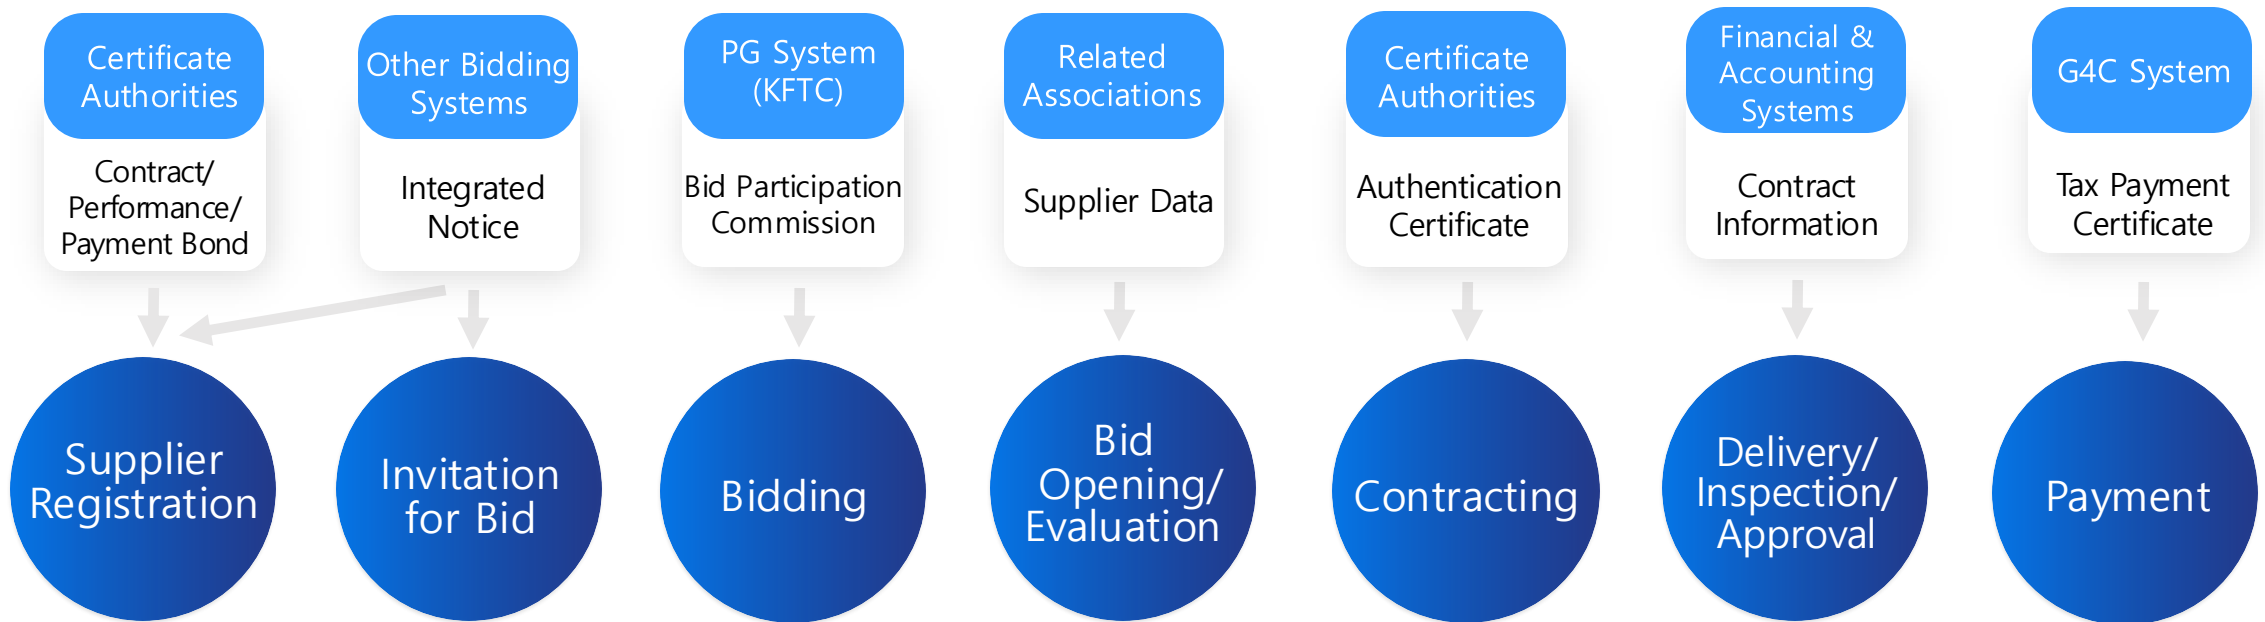 Certificate
Authorities
Other Bidding
Systems
PG System
(KFTC)
Related
Associations
Certificate
Authorities
Financial &
Accounting
Systems
G4C System
Contract/
Performance/
Payment Bond
Integrated
Notice
Bid Participation
Commission
Supplier Data
Authentication
Certificate
Contract
Information
Tax Payment
Certificate
Supplier
Registration
Invitation
for Bid
Bidding
Bid
Opening/
Evaluation
Contracting
Delivery/
Inspection/
Approval
Payment